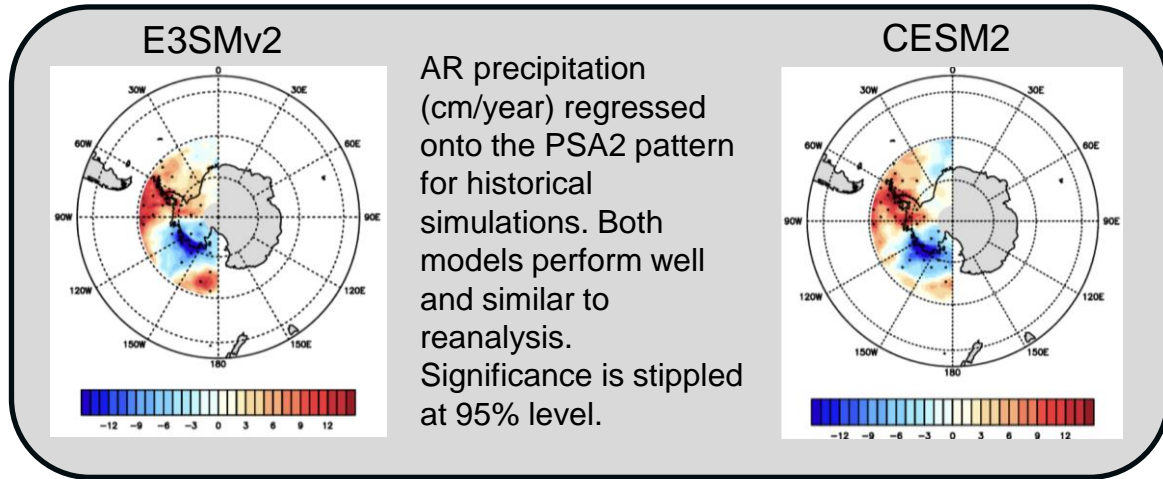 E3SMv2
0
30W
30E
60W
60E
90W
90E
120W
120E
150W
150E
180
-12 -9 -6 -3 0 3 6 9 12
AR precipitation
(cm/year) regressed
onto the PSA2 pattern
for historical
simulations. Both
models perform well
and similar to
reanalysis.
Significance is stippled
at 95% level.
CESM2
0
30W
30E
60W
60E
90W
90E
120W
120E
150W
150E
180
-12 -9 -6 -3 0 3 6 9 12